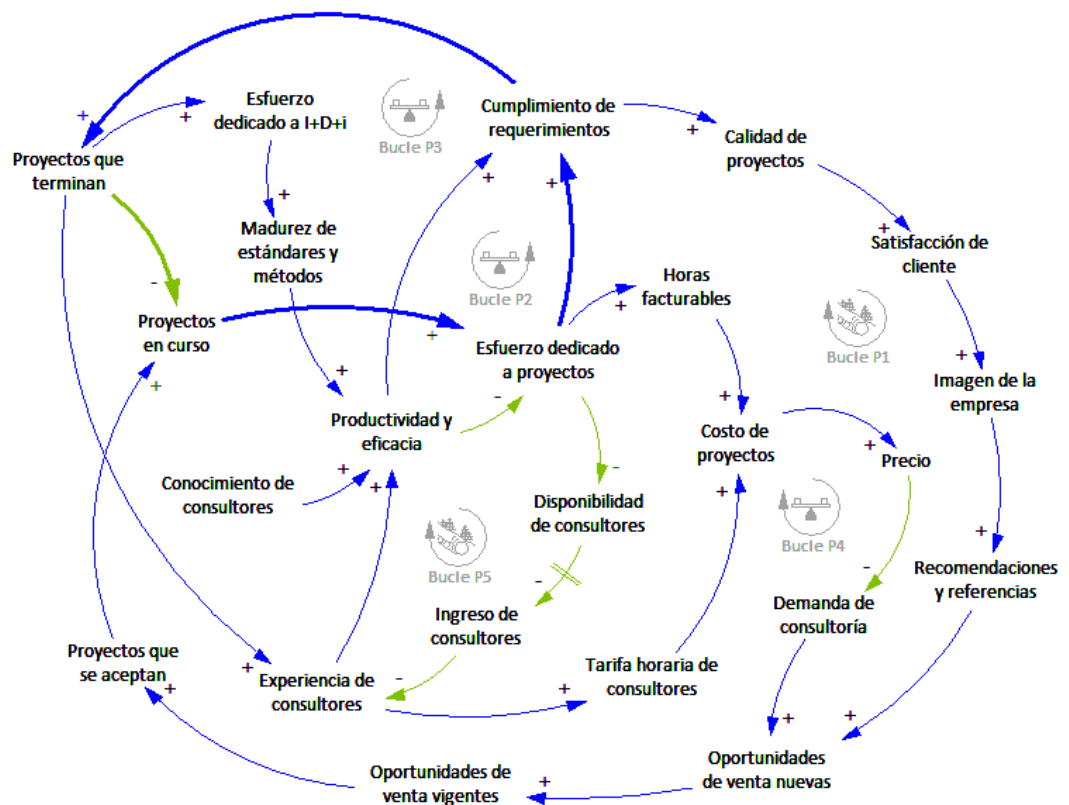 Esfuerzo
dedicado a I+D+i
Bucle P3
Cumplimiento de
requerimientos
Calidad de
proyectos
Proyectos que
terminan
+
+
+
+
+
+
+
Madurez de
estándares y
métodos
Bucle P2
Horas
facturables
Satisfacción de
cliente
-
Proyectos
en curso
+
+
Esfuerzo dedicado
a proyectos
Bucle P1
+
Imagen de la
empresa
+
+
-
+
Productividad y
eficacia
Costo de
proyectos
+
Precio
Conocimiento de
consultores
+
+
-
+
Disponibilidad
de consultores
Bucle P4
+
Recomendaciones
y referencias
Bucle P5
-
-
Ingreso de
consultores
Demanda de
consultoría
Proyectos que
se aceptan
+
+
Experiencia de
consultores
-
+
Tarifa horaria de
consultores
+
+
Oportunidades
de venta nuevas
Oportunidades de
venta vigentes
+